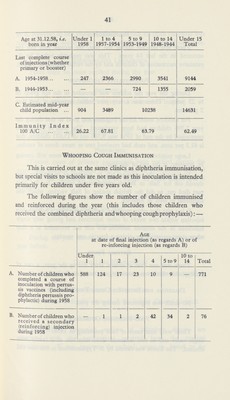 41
Age at 31.12.58, i.e. born in year | Under 1 1958 | 1 to 4 1957-1954 | 5 to 9 1953-1949 | 10 to 14 1948-1944 | Under 15 Total
Last complete course of injections (whether primary or booster)
A. 1954-1958 ... ... | 247 | 2366 | 2990 | 3541 | 9144
B. 1944-1953 ... ... | — | — | 724 | 1335 | 2059
C. Estimated mid-year child population ... | 904 | 3489 | 10238 | 14631
Immunity Index 100 A/C ... ... | 26.22 | 67.81 | 63.79 | 62.49
WHOOPING COUGH IMMUNISATION
This is carried out at the same clinics as diphtheria immunisation,
but special visits to schools are not made as this inoculation is intended
primarily for children under five years old.
The following figures show the number of children immunised
and reinforced during the year (this includes those children who
received the combined diphtheria and whooping cough prophylaxis) : —
AGE
at date of final injection (as regards A) or of
re-inforcing injection (as regards B)
Under 1 | 1 | 2 | 3 | 4 | 5 to 9 | 10 to 14 | Total
A. Number of children who completed a course of inoculation with pertussis vaccines (including diphtheria pertussis prophylactic) during 1958 | 588 | 124 | 17 | 23 | 10 | 9 | — | 771
B. Number of children who received a secondary (reinforcing) injection during 1958 | — | 1 | 1 | 2 | 42 | 54 | 2 | 76